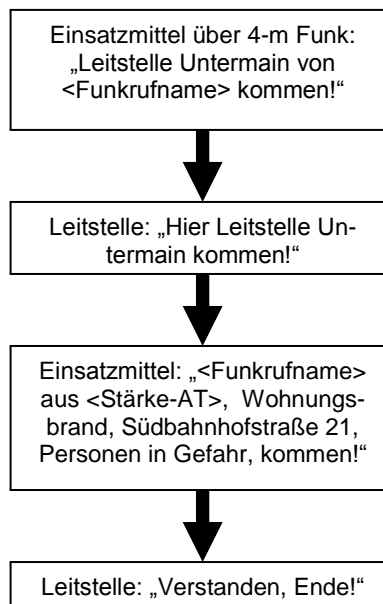 Einsatzmittel über 4-m Funk:
„Leitstelle Untermain von
<Funkrufname> kommen!“
Leitstelle: „Hier Leitstelle Un-
termain kommen!“
Einsatzmittel: „<Funkrufname>
aus <Stärke-AT>, Wohnungs-
brand, Südbahnhofstraße 21,
Personen in Gefahr, kommen!“
Leitstelle: „Verstanden, Ende!“